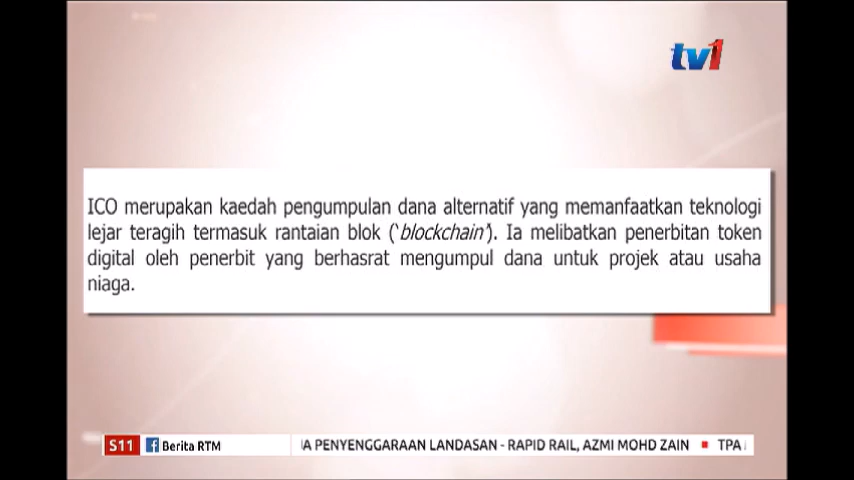 tv1
ICO merupakan kaedah pengumpulan dana alternatif yang memanfaatkan teknologi
lejar teragih termasuk rantaian blok (‘blockchain’). Ia melibatkan penerbitan token
digital oleh penerbit yang berhasrat mengumpul dana untuk projek atau usaha
niaga.
S11 Berita RTM PENYENGGARAAN LANDASAN - RAPID RAIL, AZMI MOHD ZAIN ▪ TPA